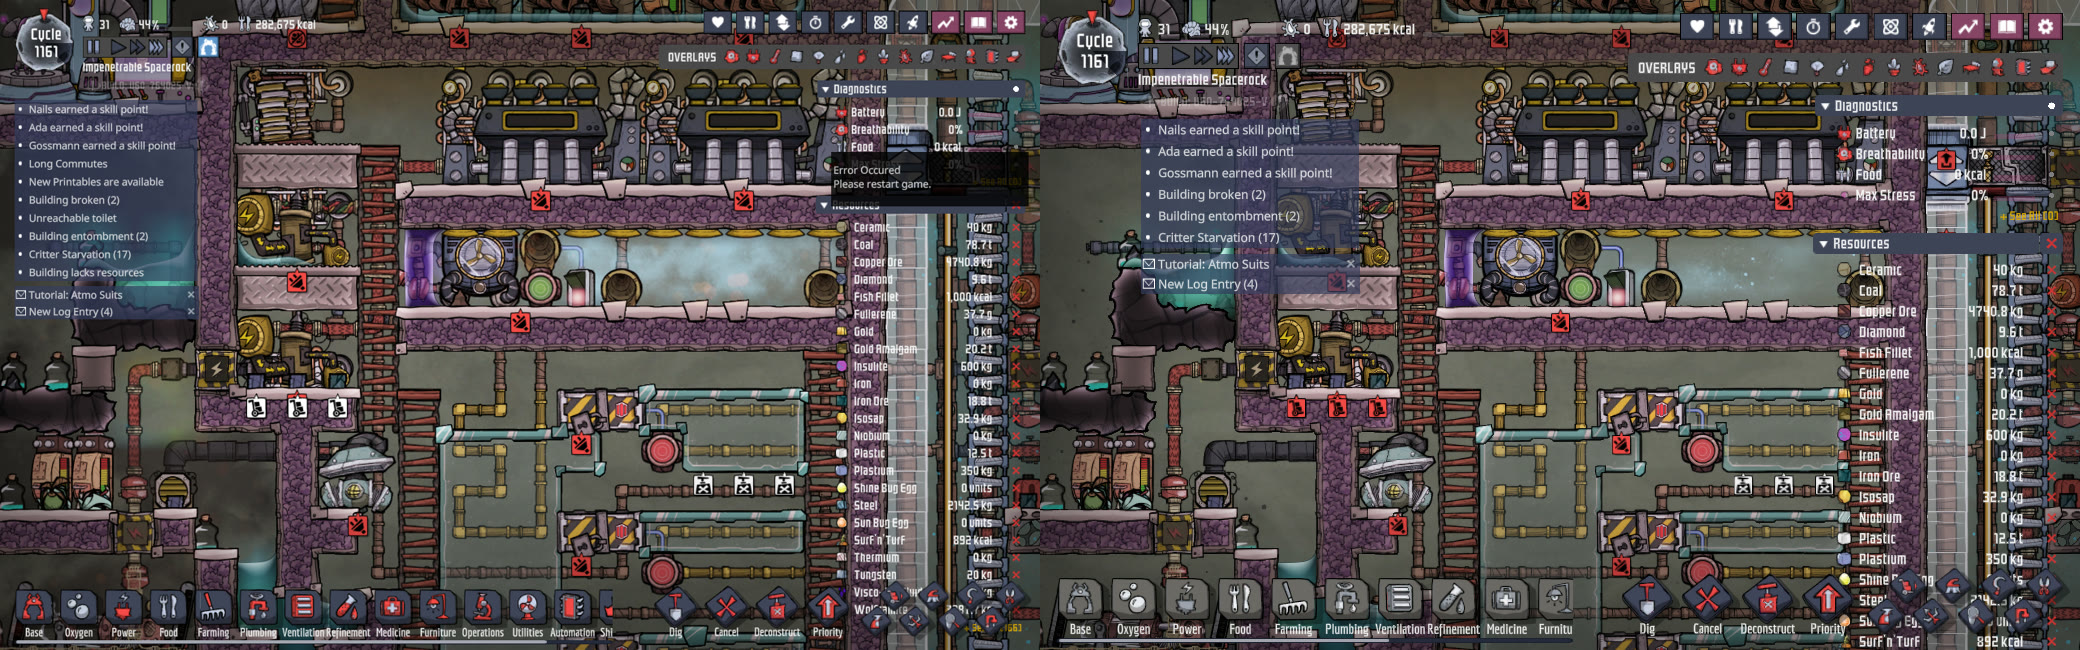 Cycle
1161
31
44%
0
282,675 kcal
Impenetrable Spacerock
Nails earned a skill point!
Ada earned a skill point!
Gossmann earned a skill point!
Long Commutes
New Printables are available
Building broken (2)
Unreachable toilet
Building entombment (2)
Critter Starvation (17)
Building lacks resources
Tutorial: Atmo Suits
New Log Entry (4)
OVERLAYS
Diagnostics
Battery 0.0 J
Breathability 0%
Food 0 kcal
Max Stress 0%
Error Occured
Please restart game.
Resources
Ceramic 40 kg
Coal 78.7 t
Copper Ore 4740.8 kg
Diamond 9.6 t
Fish Fillet 1,000 kcal
Fullerene 37.7 g
Gold 0 kg
Gold Amalgam 20.2 t
Insulite 600 kg
Iron 0 kg
Iron Ore 18.8 t
Isosap 32.9 kg
Niobium 0 kg
Plastic 12.5 t
Plastium 350 kg
Shine Bug Egg 0 units
Steel 2142.5 kg
Sun Bug Egg 0 units
Surf'n'Turf 892 kcal
Thermium 0 kg
Tungsten 20 kg
Base
Oxygen
Power
Food
Farming
Plumbing
Ventilation
Refinement
Medicine
Furniture
Operations
Utilities
Automation
Shi
Dig
Cancel
Deconstruct
Priority
Cycle
1161
31
44%
0
282,675 kcal
Impenetrable Spacerock
Nails earned a skill point!
Ada earned a skill point!
Gossmann earned a skill point!
Building broken (2)
Building entombment (2)
Critter Starvation (17)
Tutorial: Atmo Suits
New Log Entry (4)
OVERLAYS
Diagnostics
Battery 0.0 J
Breathability 0%
Food 0 kcal
Max Stress 0%
+ See All (0)
Resources
Ceramic 40 kg
Coal 78.7 t
Copper Ore 4740.8 kg
Diamond 9.6 t
Fish Fillet 1,000 kcal
Fullerene 37.7 g
Gold 0 kg
Gold Amalgam 20.2 t
Insulite 600 kg
Iron 0 kg
Iron Ore 18.8 t
Isosap 32.9 kg
Niobium 0 kg
Plastic 12.5 t
Plastium 350 kg
Shine
Surf'n'Turf 892 kcal
Base
Oxygen
Power
Food
Farming
Plumbing
Ventilation
Refinement
Medicine
Furnitu
Dig
Cancel
Deconstruct
Priority